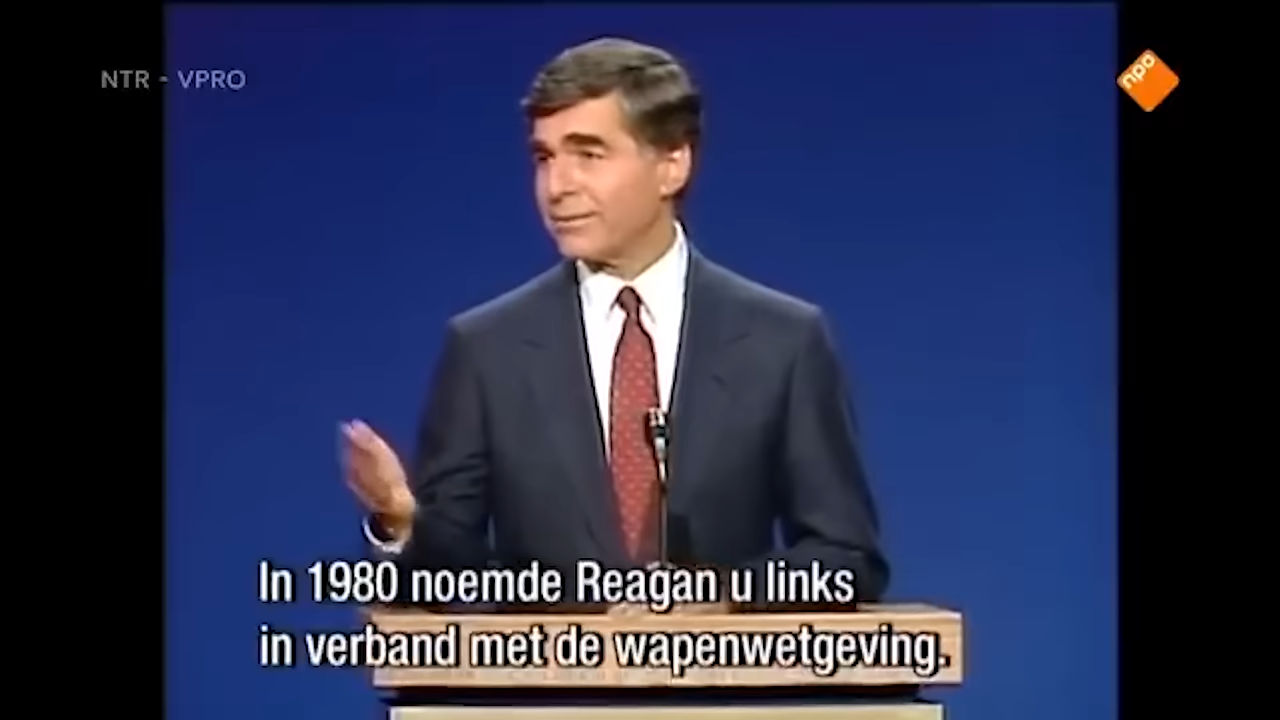 NTR - VPRO
npo
In 1980 noemde Reagan u links
in verband met de wapenwetgeving.